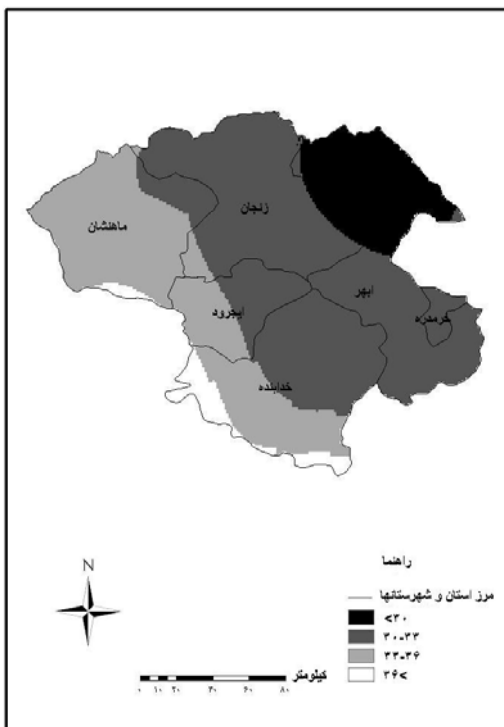 زنجان
ماهنشان
ابهر
خرمدره
ایجرود
خدابنده
N
راهنما
مرز استان و شهرستانها
<۳۰
۳۰-۳۳
۳۳-۳۶
۳۶<
۰ ۱۰ ۲۰ ۴۰ ۶۰ ۸۰
کیلومتر